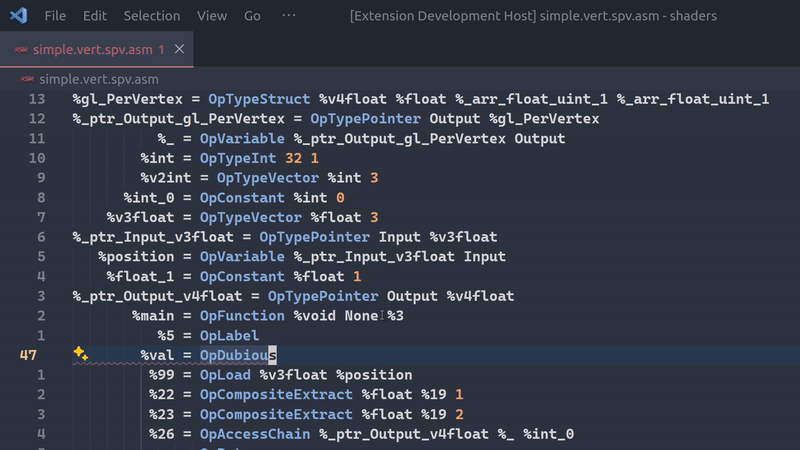 File Edit Selection View Go ··· [Extension Development Host] simple.vert.spv.asm - shaders
ASM simple.vert.spv.asm 1
ASM simple.vert.spv.asm
13 %gl_PerVertex = OpTypeStruct %v4float %float %_arr_float_uint_1 %_arr_float_uint_1
12 %_ptr_Output_gl_PerVertex = OpTypePointer Output %gl_PerVertex
11 %_ = OpVariable %_ptr_Output_gl_PerVertex Output
10 %int = OpTypeInt 32 1
9 %v2int = OpTypeVector %int 3
8 %int_0 = OpConstant %int 0
7 %v3float = OpTypeVector %float 3
6 %_ptr_Input_v3float = OpTypePointer Input %v3float
5 %position = OpVariable %_ptr_Input_v3float Input
4 %float_1 = OpConstant %float 1
3 %_ptr_Output_v4float = OpTypePointer Output %v4float
2 %main = OpFunction %void None %3
1 %5 = OpLabel
47 %val = OpDubious
1 %99 = OpLoad %v3float %position
2 %22 = OpCompositeExtract %float %19 1
3 %23 = OpCompositeExtract %float %19 2
4 %26 = OpAccessChain %_ptr_Output_v4float %_ %int_0